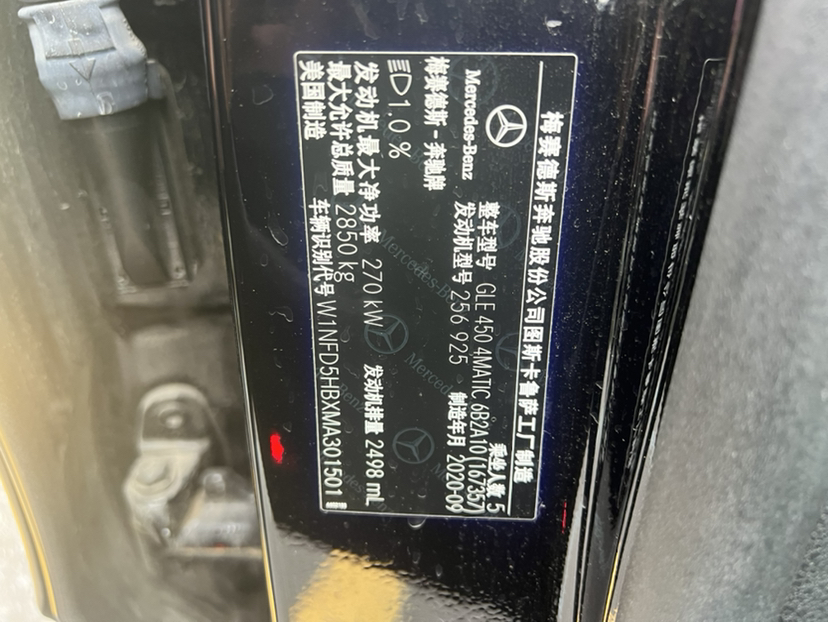 梅赛德斯奔驰股份公司图斯卡鲁萨工厂制造
Mercedes-Benz
梅赛德斯-奔驰牌
整车型号 GLE 450 4MATIC 6B2A10(167357)
乘坐人数 5
发动机型号 256 925
制造年月 2020-09
1.0 %
发动机最大净功率 270 kW
发动机排量 2498 mL
最大允许总质量 2850 kg
美国制造
车辆识别代号 W1NFD5HBXMA301501